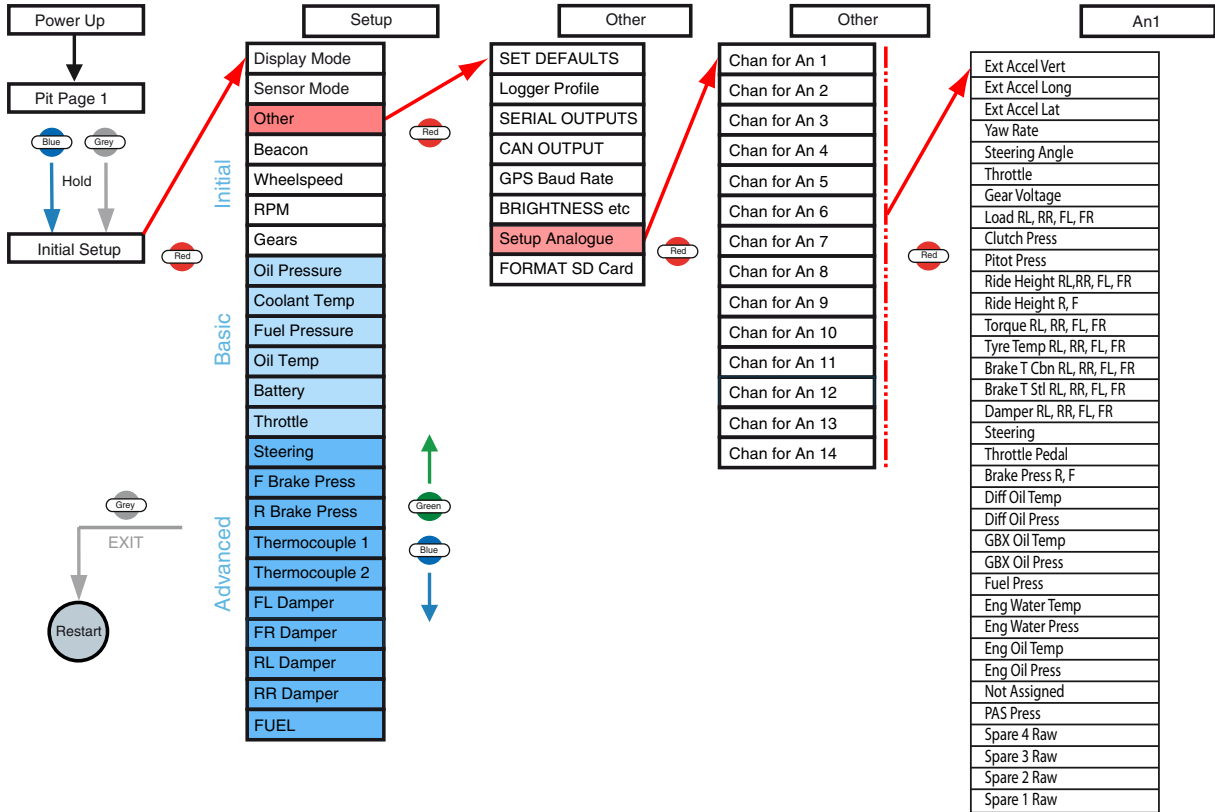 Power Up
Pit Page 1
Blue
Grey
Hold
Initial Setup
Red
Grey
EXIT
Restart
Setup
Initial
Basic
Advanced
Display Mode
Sensor Mode
Other
Beacon
Wheelspeed
RPM
Gears
Oil Pressure
Coolant Temp
Fuel Pressure
Oil Temp
Battery
Throttle
Steering
F Brake Press
R Brake Press
Thermocouple 1
Thermocouple 2
FL Damper
FR Damper
RL Damper
RR Damper
FUEL
Red
Green
Blue
Other
SET DEFAULTS
Logger Profile
SERIAL OUTPUTS
CAN OUTPUT
GPS Baud Rate
BRIGHTNESS etc
Setup Analogue
FORMAT SD Card
Red
Other
Chan for An 1
Chan for An 2
Chan for An 3
Chan for An 4
Chan for An 5
Chan for An 6
Chan for An 7
Chan for An 8
Chan for An 9
Chan for An 10
Chan for An 11
Chan for An 12
Chan for An 13
Chan for An 14
Red
An1
Ext Accel Vert
Ext Accel Long
Ext Accel Lat
Yaw Rate
Steering Angle
Throttle
Gear Voltage
Load RL, RR, FL, FR
Clutch Press
Pitot Press
Ride Height RL,RR, FL, FR
Ride Height R, F
Torque RL, RR, FL, FR
Tyre Temp RL, RR, FL, FR
Brake T Cbn RL, RR, FL, FR
Brake T Stl RL, RR, FL, FR
Damper RL, RR, FL, FR
Steering
Throttle Pedal
Brake Press R, F
Diff Oil Temp
Diff Oil Press
GBX Oil Temp
GBX Oil Press
Fuel Press
Eng Water Temp
Eng Water Press
Eng Oil Temp
Eng Oil Press
Not Assigned
PAS Press
Spare 4 Raw
Spare 3 Raw
Spare 2 Raw
Spare 1 Raw